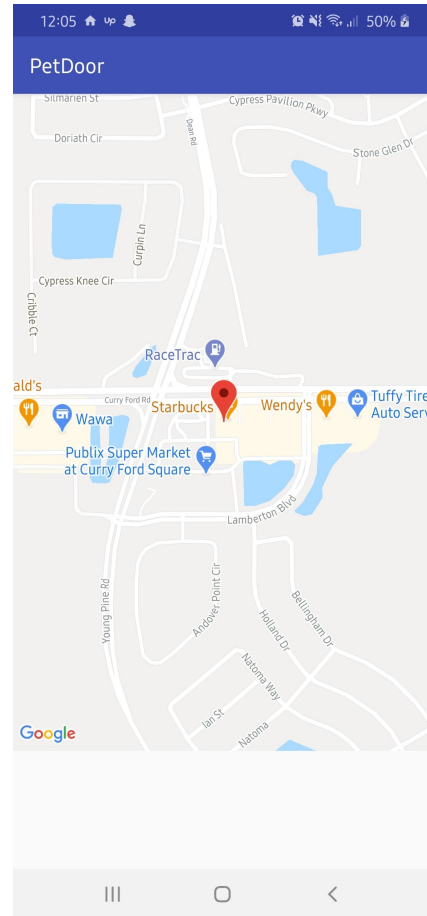 12:05 up 50%
PetDoor
Silmarien St
Cypress Pavilion Pkwy
Dean Rd
Doriath Cir
Stone Glen Dr
Curpin Ln
Cypress Knee Cir
Cribble Ct
RaceTrac
ald's
Curry Ford Rd
Starbucks
Wendy's
Tuffy Tire
Auto Serv
Wawa
Publix Super Market
at Curry Ford Square
Lamberton Blvd
Young Pine Rd
Andover Point Cir
Holland Dr
Bellingham Dr
Natoma Way
Ian St
Natoma
Google